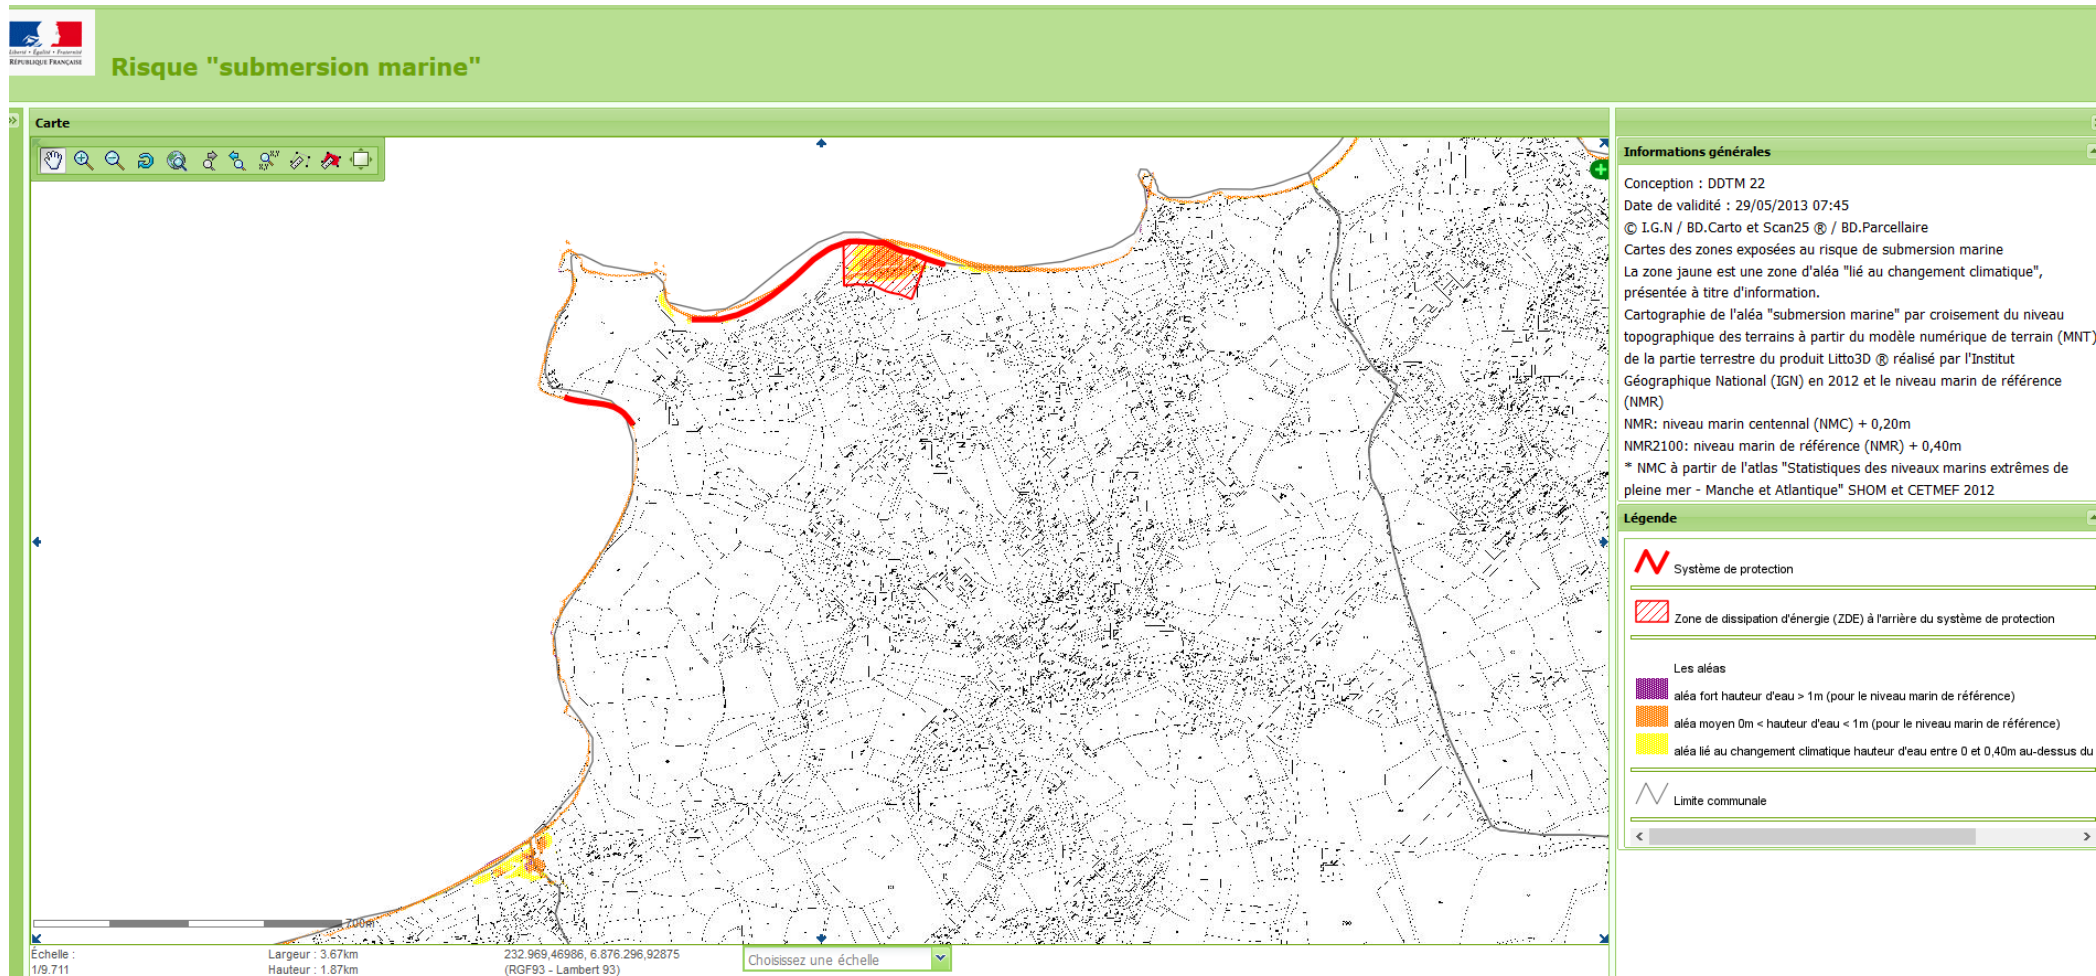 Liberté • Égalité • Fraternité
RÉPUBLIQUE FRANÇAISE
Risque "submersion marine"
Carte
Informations générales
Conception : DDTM 22
Date de validité : 29/05/2013 07:45
© I.G.N / BD.Carto et Scan25 ® / BD.Parcellaire
Cartes des zones exposées au risque de submersion marine
La zone jaune est une zone d'aléa "lié au changement climatique",
présentée à titre d'information.
Cartographie de l'aléa "submersion marine" par croisement du niveau
topographique des terrains à partir du modèle numérique de terrain (MNT)
de la partie terrestre du produit Litto3D ® réalisé par l'Institut
Géographique National (IGN) en 2012 et le niveau marin de référence
(NMR)
NMR: niveau marin centennal (NMC) + 0,20m
NMR2100: niveau marin de référence (NMR) + 0,40m
* NMC à partir de l'atlas "Statistiques des niveaux marins extrêmes de
pleine mer - Manche et Atlantique" SHOM et CETMEF 2012
Légende
Système de protection
Zone de dissipation d'énergie (ZDE) à l'arrière du système de protection
Les aléas
aléa fort hauteur d'eau > 1m (pour le niveau marin de référence)
aléa moyen 0m < hauteur d'eau < 1m (pour le niveau marin de référence)
aléa lié au changement climatique hauteur d'eau entre 0 et 0,40m au-dessus du
Limite communale
700m
Échelle :
1/9.711
Largeur : 3.67km
Hauteur : 1.87km
232.969,46986, 6.876.296,92875
(RGF93 - Lambert 93)
Choisissez une échelle